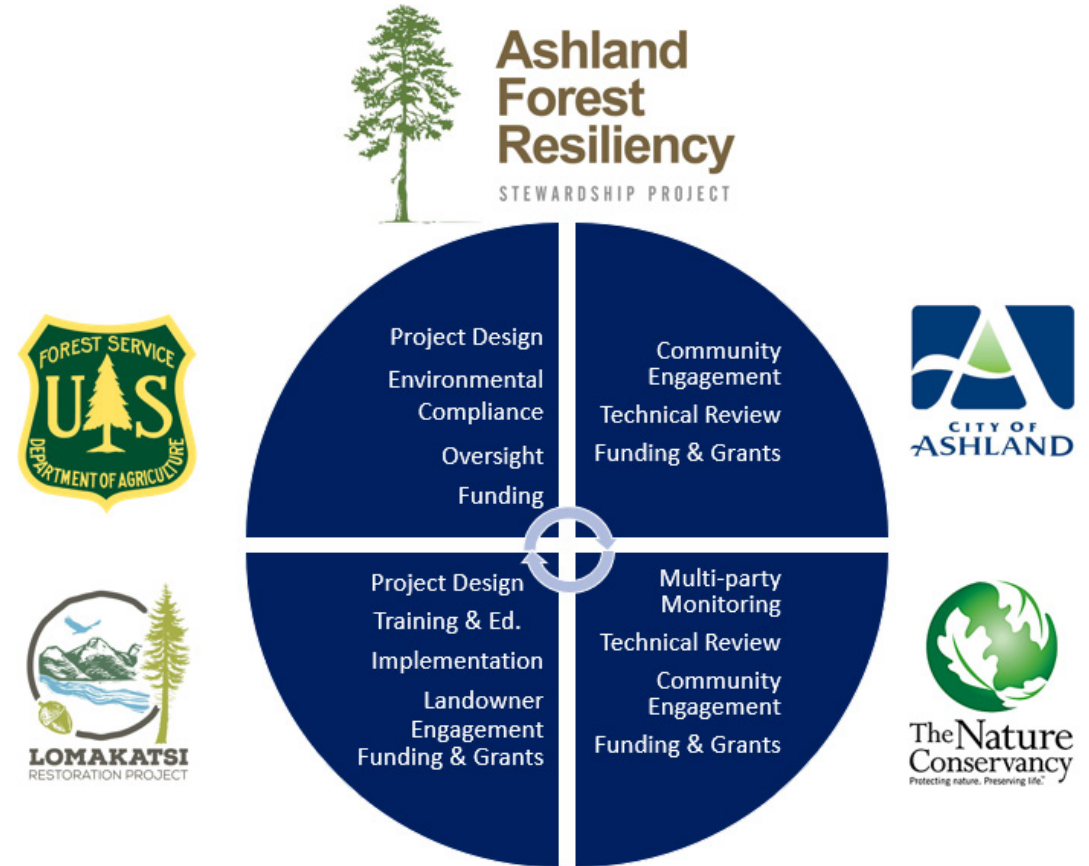 Ashland
Forest
Resiliency
STEWARDSHIP PROJECT
FOREST SERVICE
US
DEPARTMENT OF AGRICULTURE
Project Design
Environmental
Compliance
Oversight
Funding
Community
Engagement
Technical Review
Funding & Grants
CITY OF
ASHLAND
LOMAKATSI
RESTORATION PROJECT
Project Design
Training & Ed.
Implementation
Landowner
Engagement
Funding & Grants
Multi-party
Monitoring
Technical Review
Community
Engagement
Funding & Grants
The Nature
Conservancy
Protecting nature. Preserving life.™